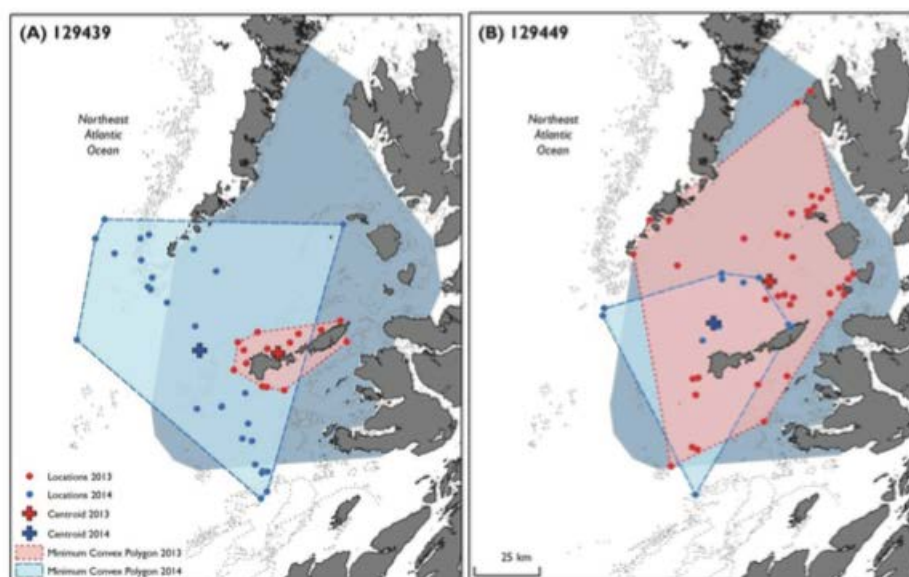 (A) 129439
Northeast
Atlantic
Ocean
Locations 2013
Locations 2014
Centroid 2013
Centroid 2014
Minimum Convex Polygon 2013
Minimum Convex Polygon 2014
(B) 129449
Northeast
Atlantic
Ocean
25 km